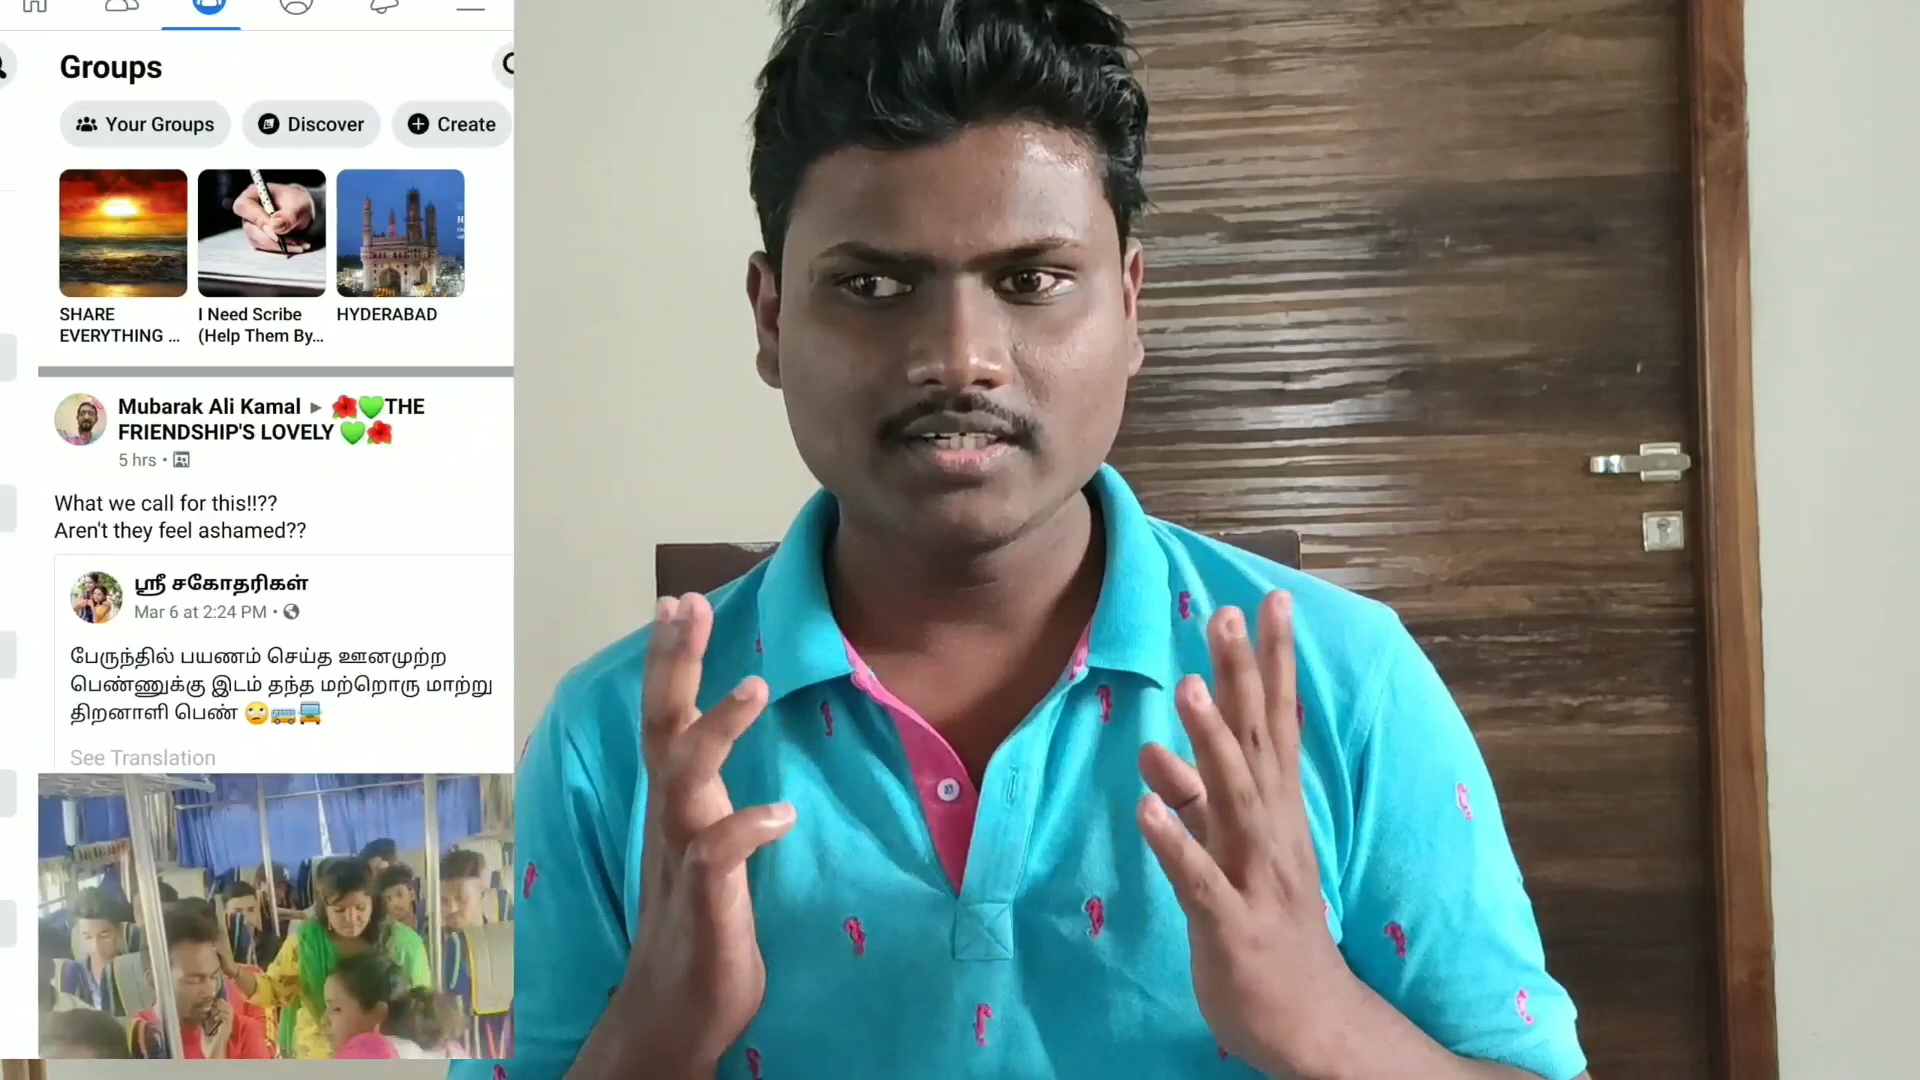 Groups
Your Groups
Discover
Create
SHARE
EVERYTHING ...
I Need Scribe
(Help Them By...
HYDERABAD
Mubarak Ali Kamal ▸ 🌺💚THE
FRIENDSHIP'S LOVELY 💚🌺
5 hrs •
What we call for this!!??
Aren't they feel ashamed??
ஸ்ரீ சகோதரிகள்
Mar 6 at 2:24 PM •
பேருந்தில் பயணம் செய்த ஊனமுற்ற
பெண்ணுக்கு இடம் தந்த மற்றொரு மாற்று
திறனாளி பெண் 🙄🚌🚍
See Translation